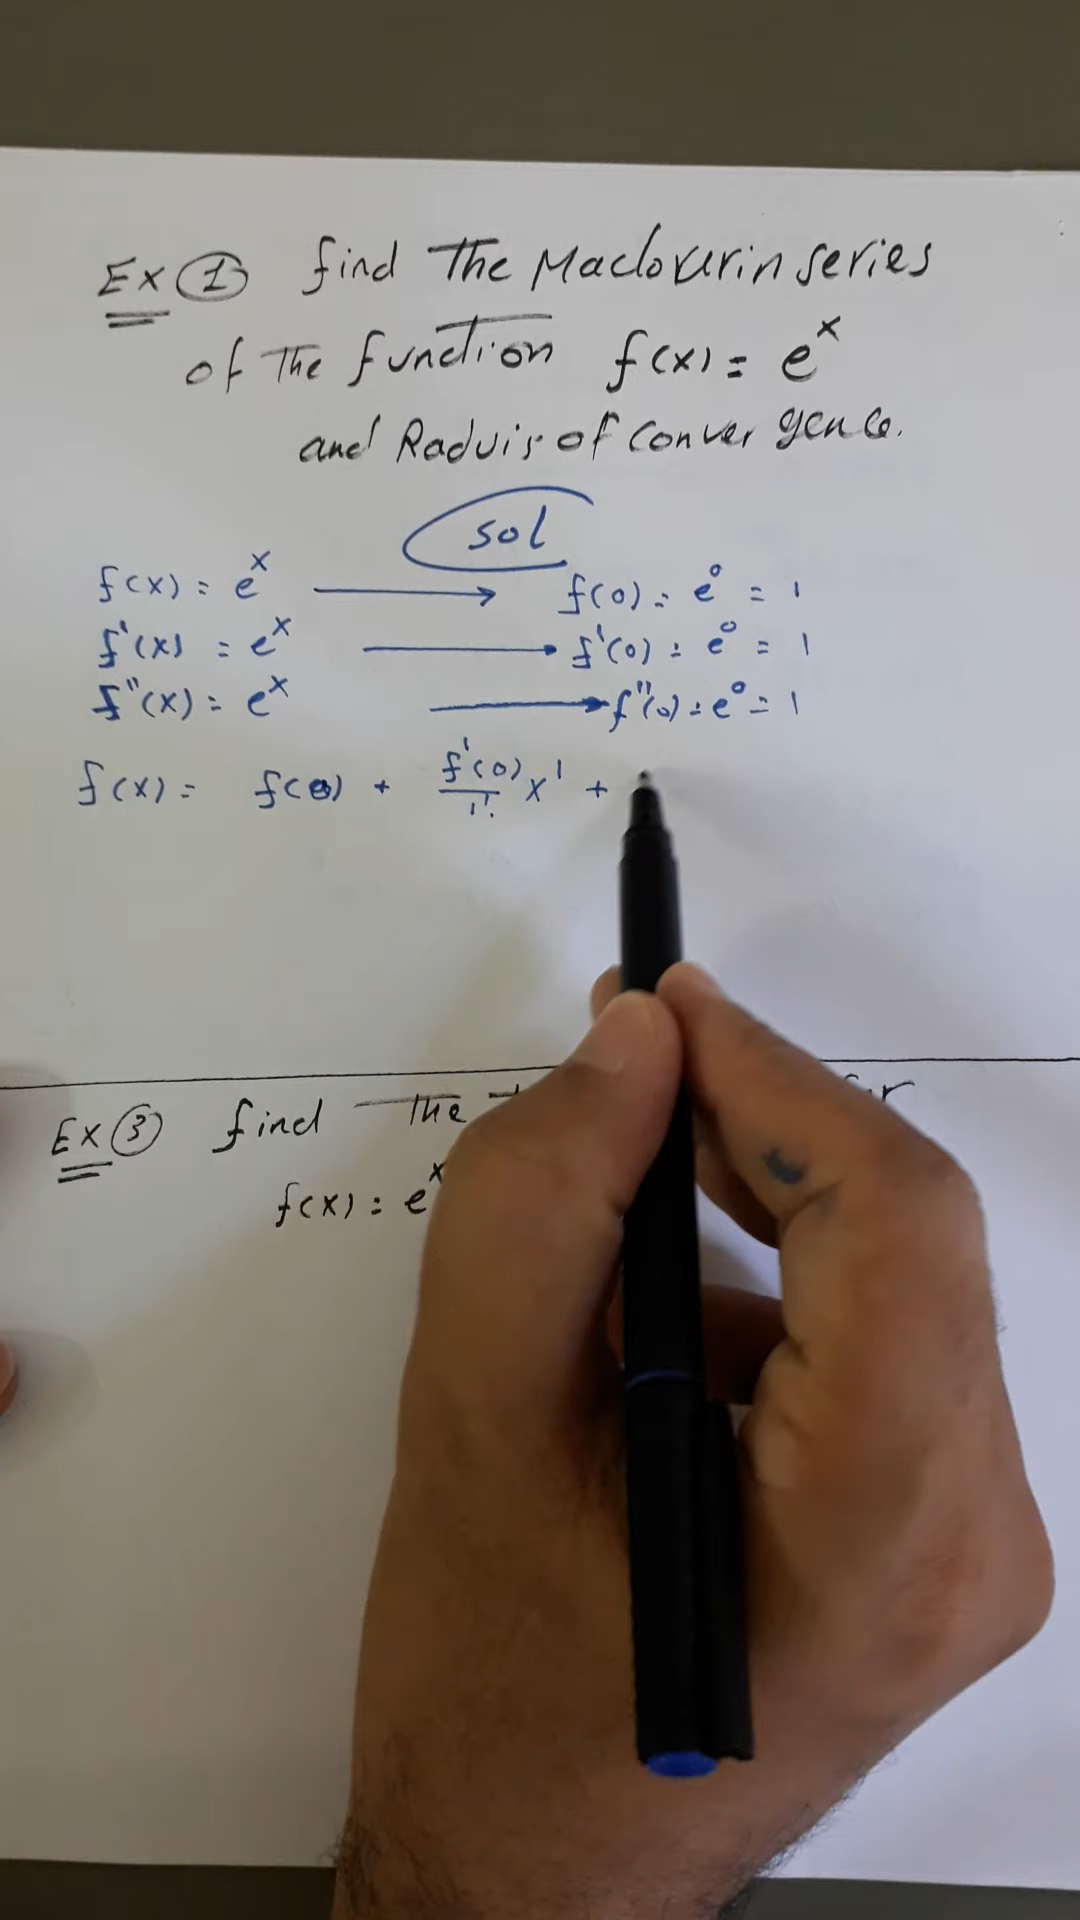 Ex ① find the Maclourin series
of the function f(x) = e^x
and Raduis of convergence.
sol
f(x) = e^x → f(0) = e^0 = 1
f'(x) = e^x → f'(0) = e^0 = 1
f''(x) = e^x → f''(0) = e^0 = 1
f(x) = f(0) + f'(0)/1! x^1 +
Ex ③ find the
f(x) = e^x